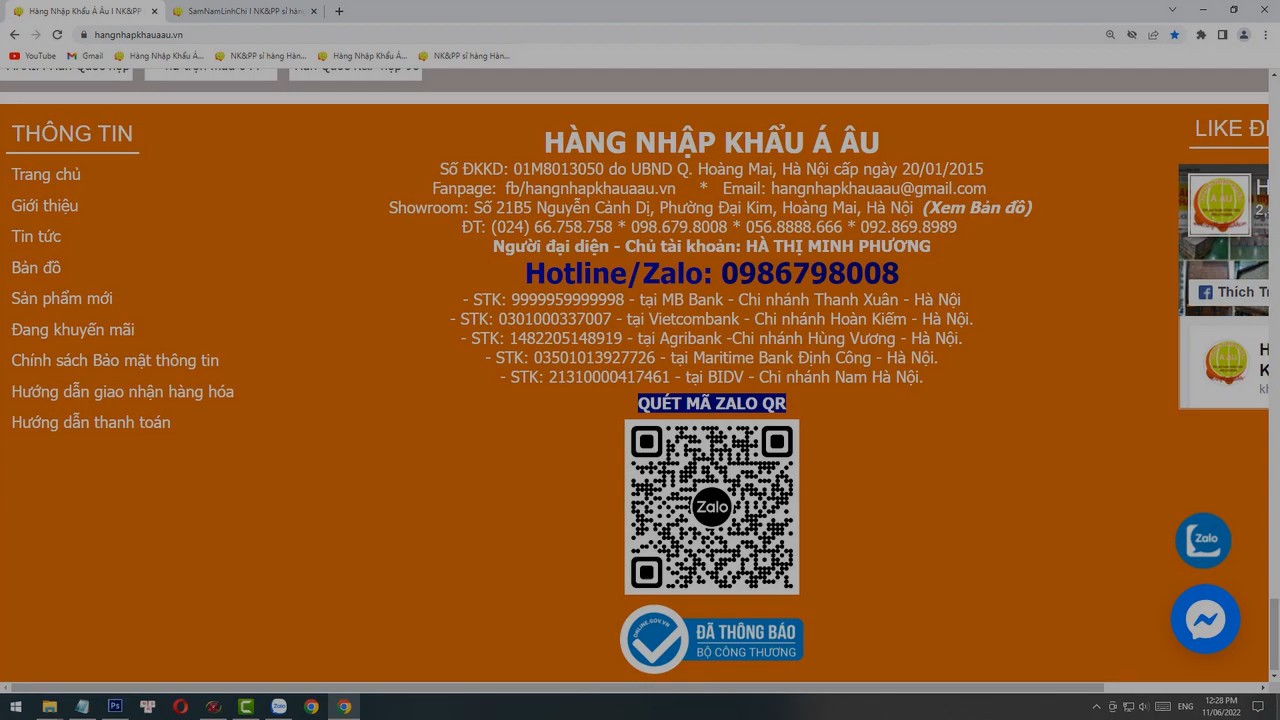 Hàng Nhập Khẩu Á Âu I NK&PP
SamNamLinhChi I NK&PP sỉ hàn
hangnhapkhauaau.vn
YouTube
Gmail
Hàng Nhập Khẩu Á...
NK&PP sỉ hàng Hàn...
Hàng Nhập Khẩu Á...
NK&PP sỉ hàng Hàn...
THÔNG TIN
Trang chủ
Giới thiệu
Tin tức
Bản đồ
Sản phẩm mới
Đang khuyến mãi
Chính sách Bảo mật thông tin
Hướng dẫn giao nhận hàng hóa
Hướng dẫn thanh toán
HÀNG NHẬP KHẨU Á ÂU
Số ĐKKD: 01M8013050 do UBND Q. Hoàng Mai, Hà Nội cấp ngày 20/01/2015
Fanpage: fb/hangnhapkhauaau.vn * Email: hangnhapkhauaau@gmail.com
Showroom: Số 21B5 Nguyễn Cảnh Dị, Phường Đại Kim, Hoàng Mai, Hà Nội (Xem Bản đồ)
ĐT: (024) 66.758.758 * 098.679.8008 * 056.8888.666 * 092.869.8989
Người đại diện - Chủ tài khoản: HÀ THỊ MINH PHƯƠNG
Hotline/Zalo: 0986798008
- STK: 9999959999998 - tại MB Bank - Chi nhánh Thanh Xuân - Hà Nội
- STK: 0301000337007 - tại Vietcombank - Chi nhánh Hoàn Kiếm - Hà Nội.
- STK: 1482205148919 - tại Agribank -Chi nhánh Hùng Vương - Hà Nội.
- STK: 03501013927726 - tại Maritime Bank Định Công - Hà Nội.
- STK: 21310000417461 - tại BIDV - Chi nhánh Nam Hà Nội.
QUÉT MÃ ZALO QR
Zalo
ONLINE.GOV.VN
ĐÃ THÔNG BÁO
BỘ CÔNG THƯƠNG
LIKE
Thích
Zalo
ENG
12:28 PM
11/06/2022